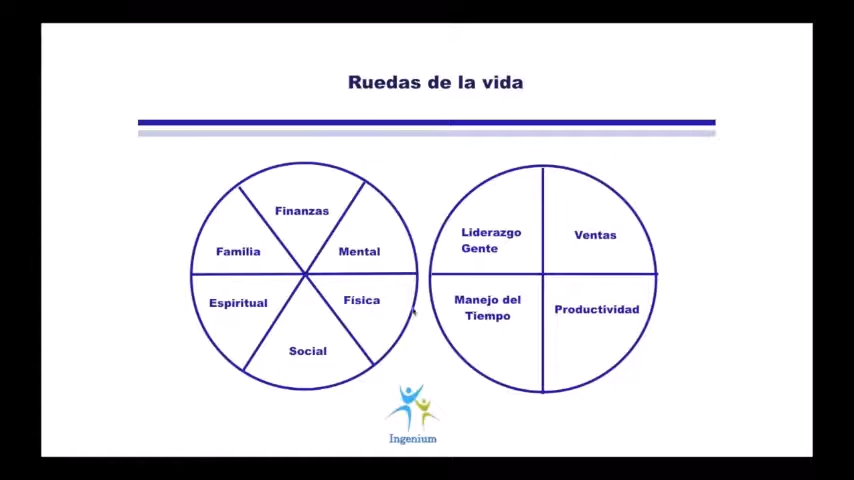 Ruedas de la vida
Finanzas
Familia
Mental
Espiritual
Física
Social
Liderazgo
Gente
Ventas
Manejo del
Tiempo
Productividad
Ingenium